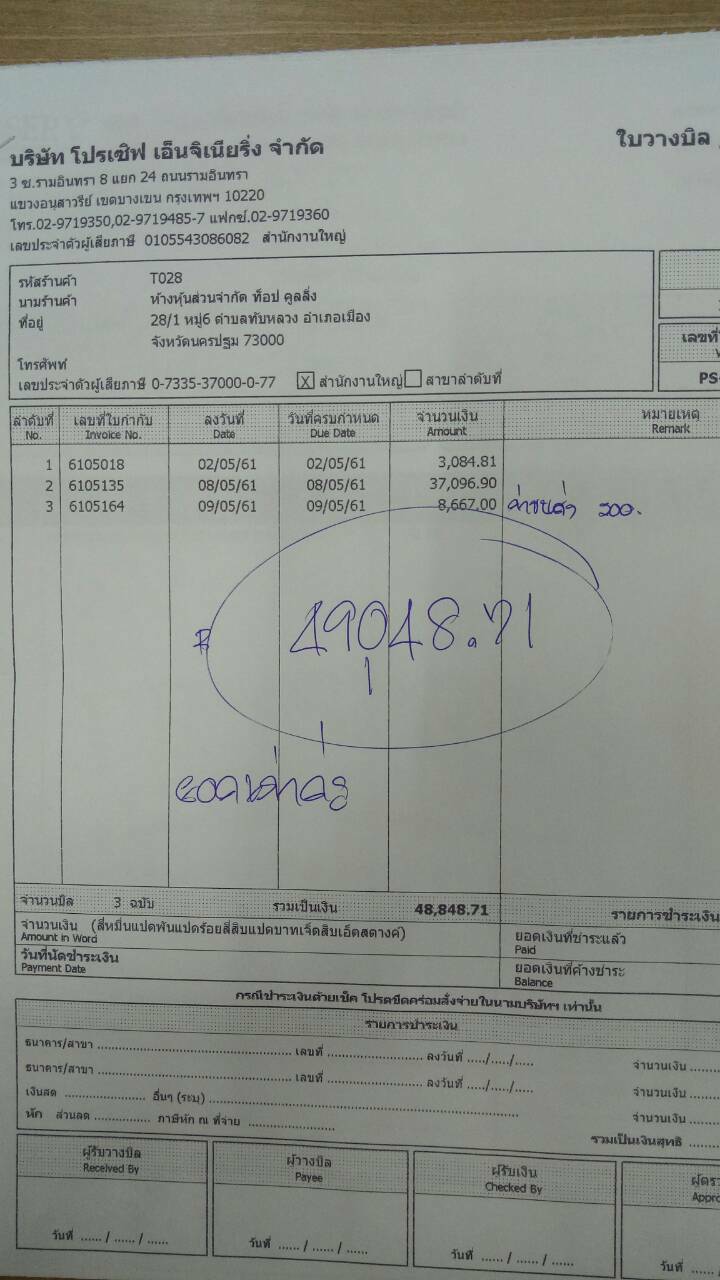 บริษัท โปรเซิฟ เอ็นจิเนียริ่ง จำกัด
ใบวางบิล
3 ซ.รามอินทรา 8 แยก 24 ถนนรามอินทรา
แขวงอนุสาวรีย์ เขตบางเขน กรุงเทพฯ 10220
โทร.02-9719350,02-9719485-7 แฟกซ์.02-9719360
เลขประจำตัวผู้เสียภาษี 0105543086082 สำนักงานใหญ่
รหัสร้านค้า T028
นามร้านค้า ห้างหุ้นส่วนจำกัด ท็อป คูลลิ่ง
ที่อยู่ 28/1 หมู่6 ตำบลทับหลวง อำเภอเมือง
จังหวัดนครปฐม 73000
โทรศัพท์
เลขประจำตัวผู้เสียภาษี 0-7335-37000-0-77 X สำนักงานใหญ่ สาขาลำดับที่
เลขที่
PS-
ลำดับที่ เลขที่ใบกำกับ ลงวันที่ วันที่ครบกำหนด จำนวนเงิน หมายเหตุ
No. Invoice No. Date Due Date Amount Remark
1 6105018 02/05/61 02/05/61 3,084.81
2 6105135 08/05/61 08/05/61 37,096.90
3 6105164 09/05/61 09/05/61 8,667.00 ค่าขนส่ง 200.
49048.71
จำนวนบิล 3 ฉบับ รวมเป็นเงิน 48,848.71 รายการชำระเงิน
จำนวนเงิน (สี่หมื่นแปดพันแปดร้อยสี่สิบแปดบาทเจ็ดสิบเอ็ดสตางค์) ยอดเงินที่ชำระแล้ว
Amount in Word Paid
วันที่นัดชำระเงิน ยอดเงินที่ค้างชำระ
Payment Date Balance
กรณีชำระเงินด้วยเช็ค โปรดขีดคร่อมสั่งจ่ายในนามบริษัทฯ เท่านั้น
รายการชำระเงิน
ธนาคาร/สาขา ........ เลขที่ ........ ลงวันที่ ...../...../..... จำนวนเงิน ........
ธนาคาร/สาขา ........ เลขที่ ........ ลงวันที่ ...../...../..... จำนวนเงิน ........
เงินสด ........ อื่นๆ (ระบุ) ........ จำนวนเงิน ........
หัก ส่วนลด ........ ภาษีหัก ณ ที่จ่าย ........ รวมเป็นเงินสุทธิ ........
ผู้รับวางบิล ผู้วางบิล ผู้รับเงิน
Received By Payee Checked By
วันที่ ...... / ...... / ...... วันที่ ...... / ...... / ...... วันที่ ...... / ...... / ...... วันที่ ......